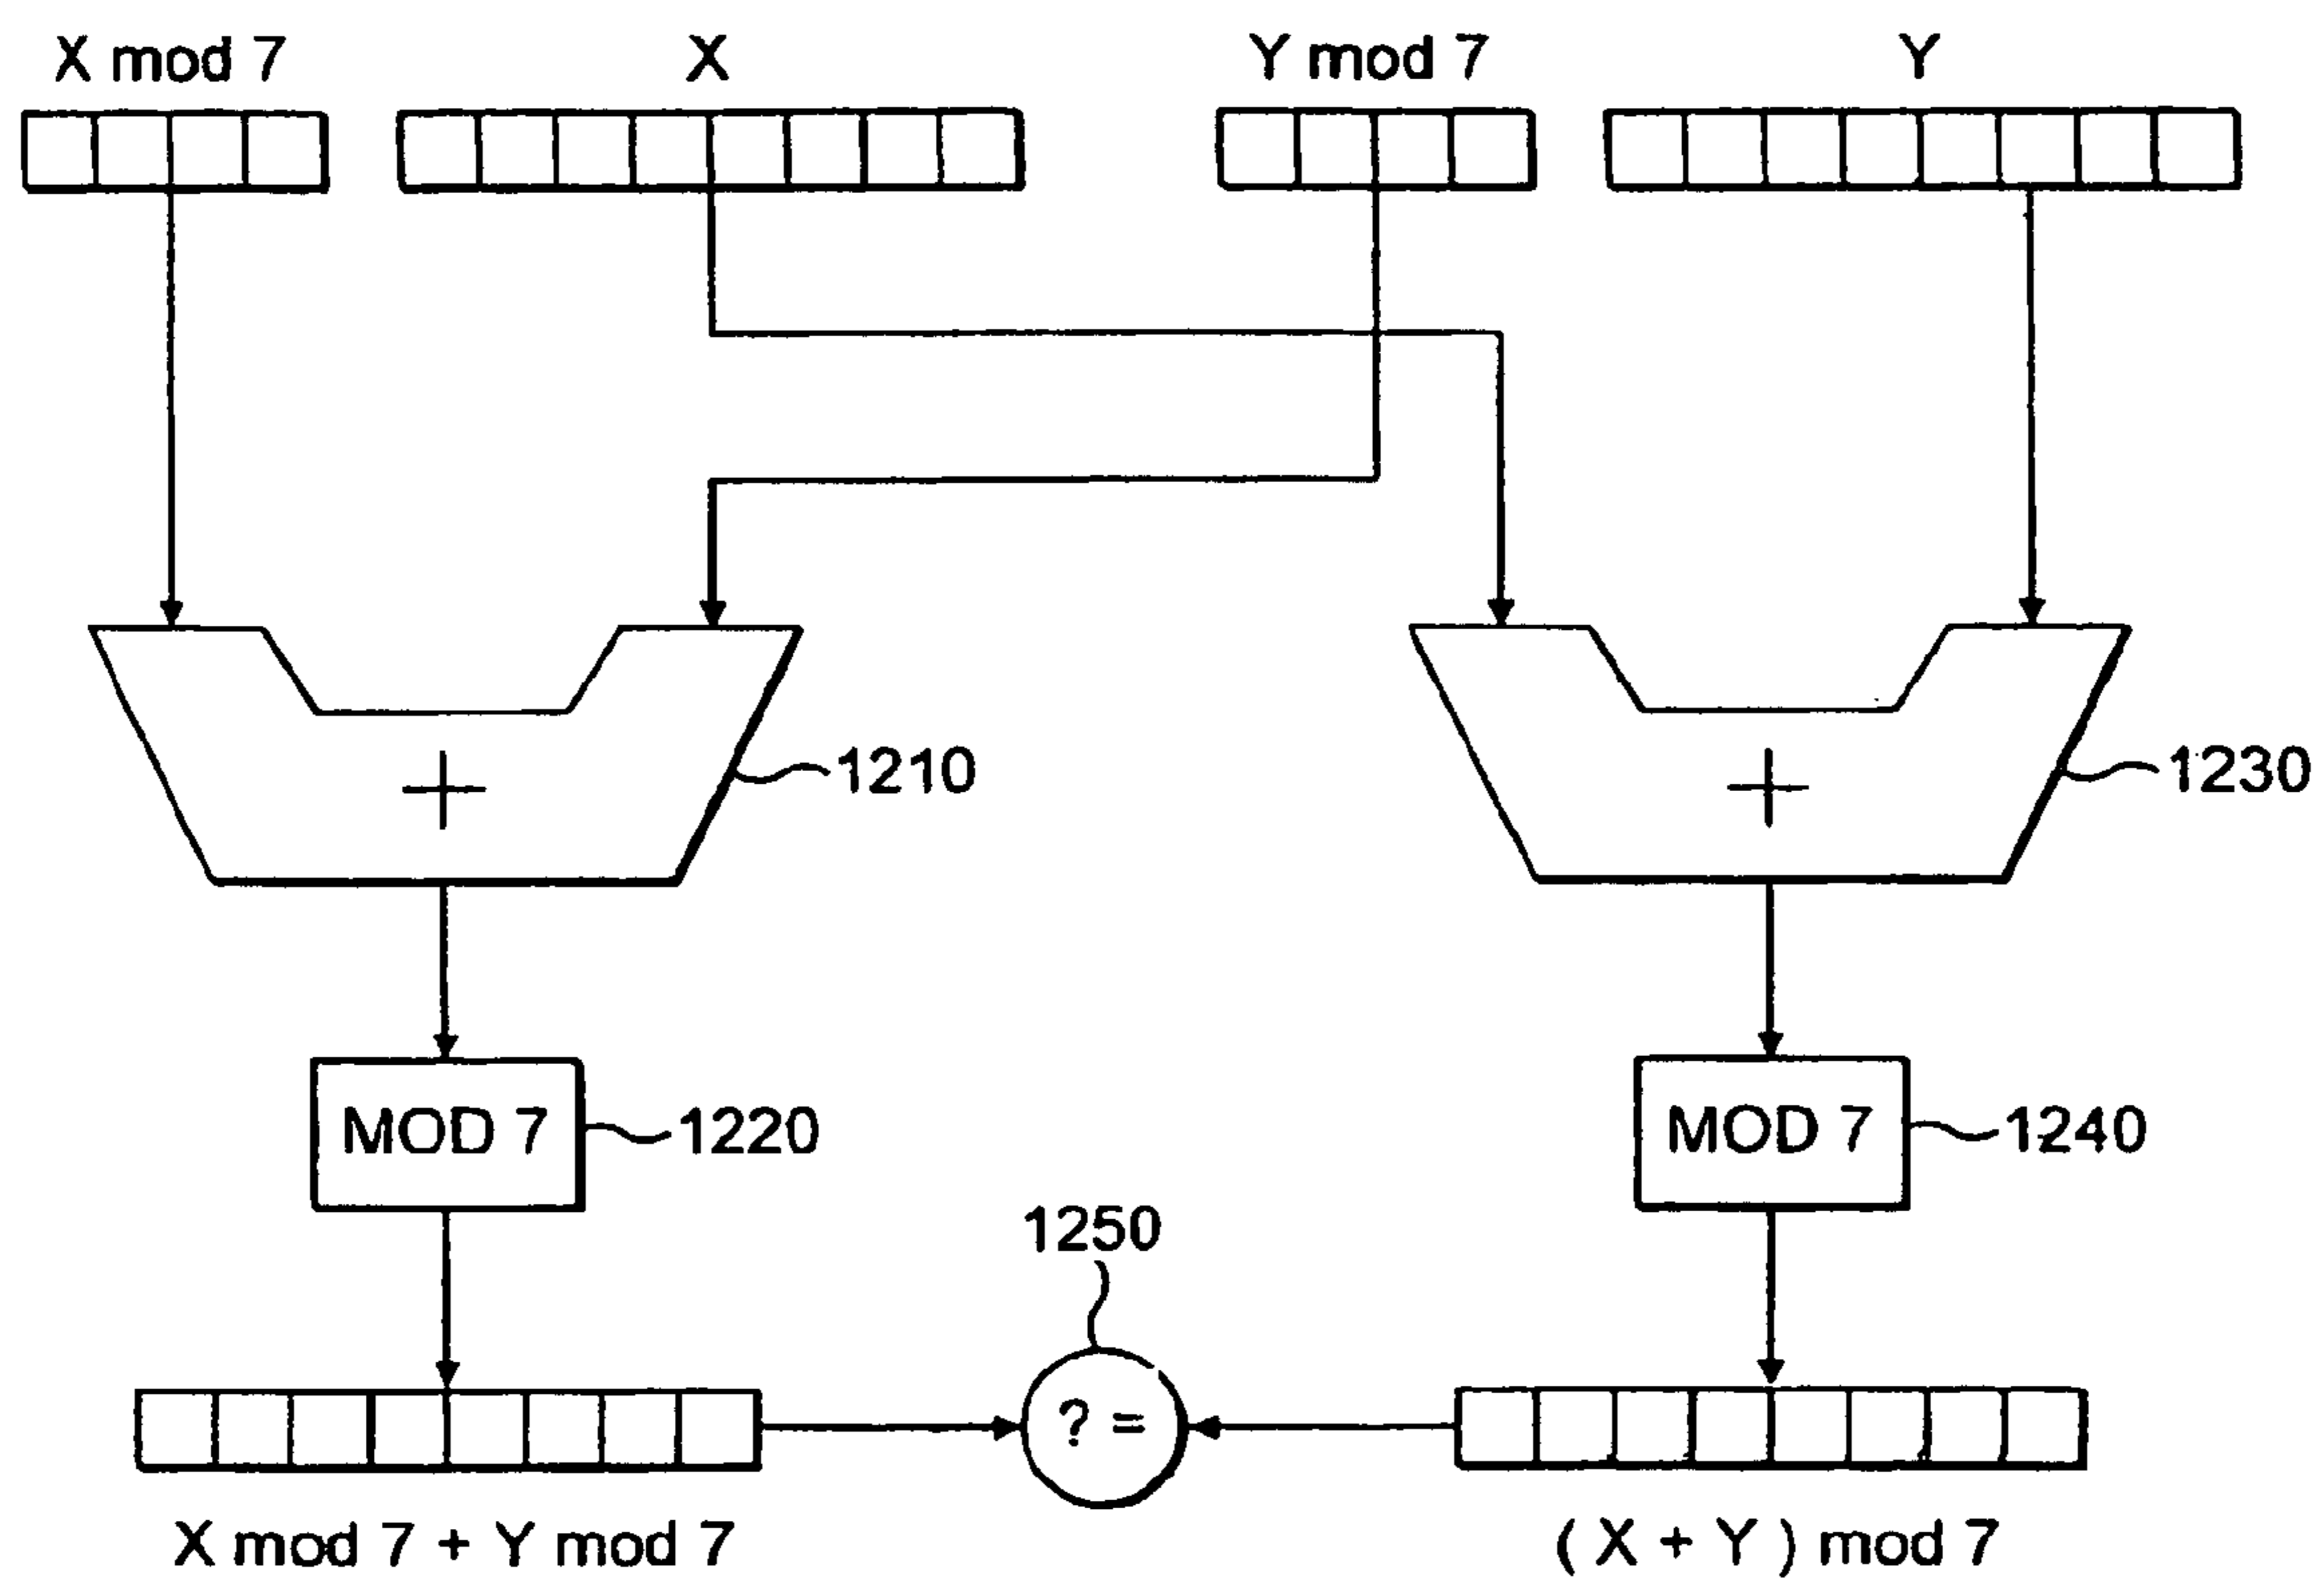 X mod 7
X
Y mod 7
Y
+
1210
+
1230
MOD 7
1220
MOD 7
1240
1250
? =
X mod 7 + Y mod 7
( X + Y ) mod 7